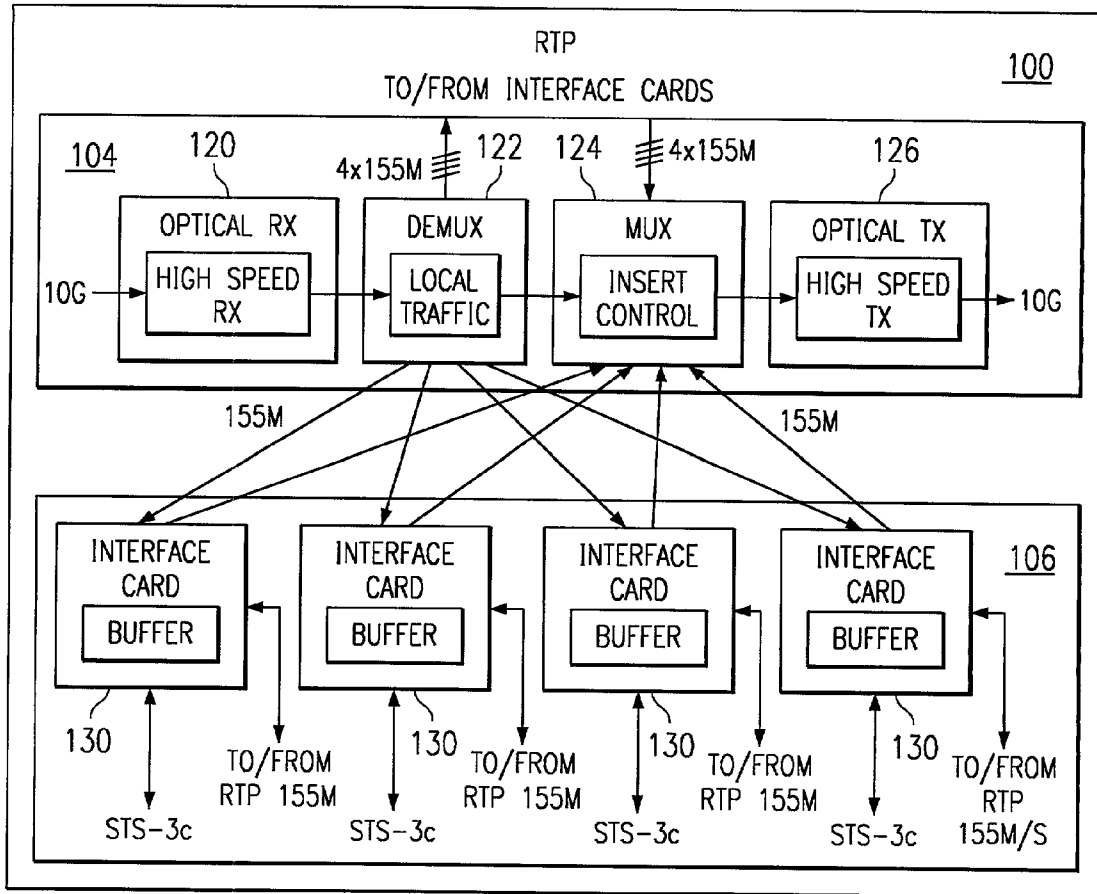 RTP
100
TO/FROM INTERFACE CARDS
104
120
4x155M
122
124
4x155M
126
OPTICAL RX
DEMUX
MUX
OPTICAL TX
10G
HIGH SPEED
RX
LOCAL
TRAFFIC
INSERT
CONTROL
HIGH SPEED
TX
10G
155M
155M
106
INTERFACE
CARD
BUFFER
INTERFACE
CARD
BUFFER
INTERFACE
CARD
BUFFER
INTERFACE
CARD
BUFFER
130
130
130
130
TO/FROM
RTP 155M
TO/FROM
RTP 155M
TO/FROM
RTP 155M
TO/FROM
RTP
155M/S
STS-3c
STS-3c
STS-3c
STS-3c